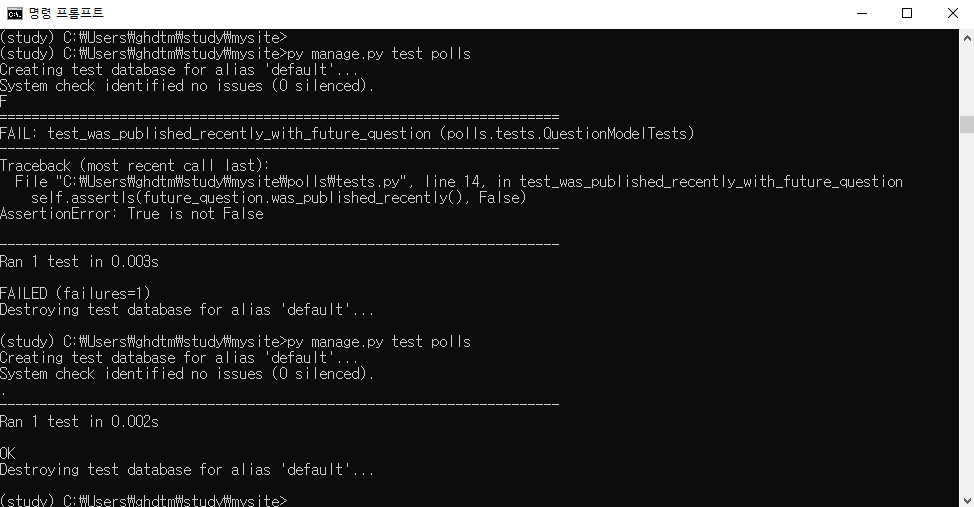 명령 프롬프트
(study) C:₩Users₩ghdtm₩study₩mysite>
(study) C:₩Users₩ghdtm₩study₩mysite>py manage.py test polls
Creating test database for alias 'default'...
System check identified no issues (0 silenced).
F
======================================================================
FAIL: test_was_published_recently_with_future_question (polls.tests.QuestionModelTests)
----------------------------------------------------------------------
Traceback (most recent call last):
  File "C:₩Users₩ghdtm₩study₩mysite₩polls₩tests.py", line 14, in test_was_published_recently_with_future_question
    self.assertIs(future_question.was_published_recently(), False)
AssertionError: True is not False
----------------------------------------------------------------------
Ran 1 test in 0.003s
FAILED (failures=1)
Destroying test database for alias 'default'...
(study) C:₩Users₩ghdtm₩study₩mysite>py manage.py test polls
Creating test database for alias 'default'...
System check identified no issues (0 silenced).
.
----------------------------------------------------------------------
Ran 1 test in 0.002s
OK
Destroying test database for alias 'default'...
(study) C:₩Users₩ghdtm₩study₩mysite>